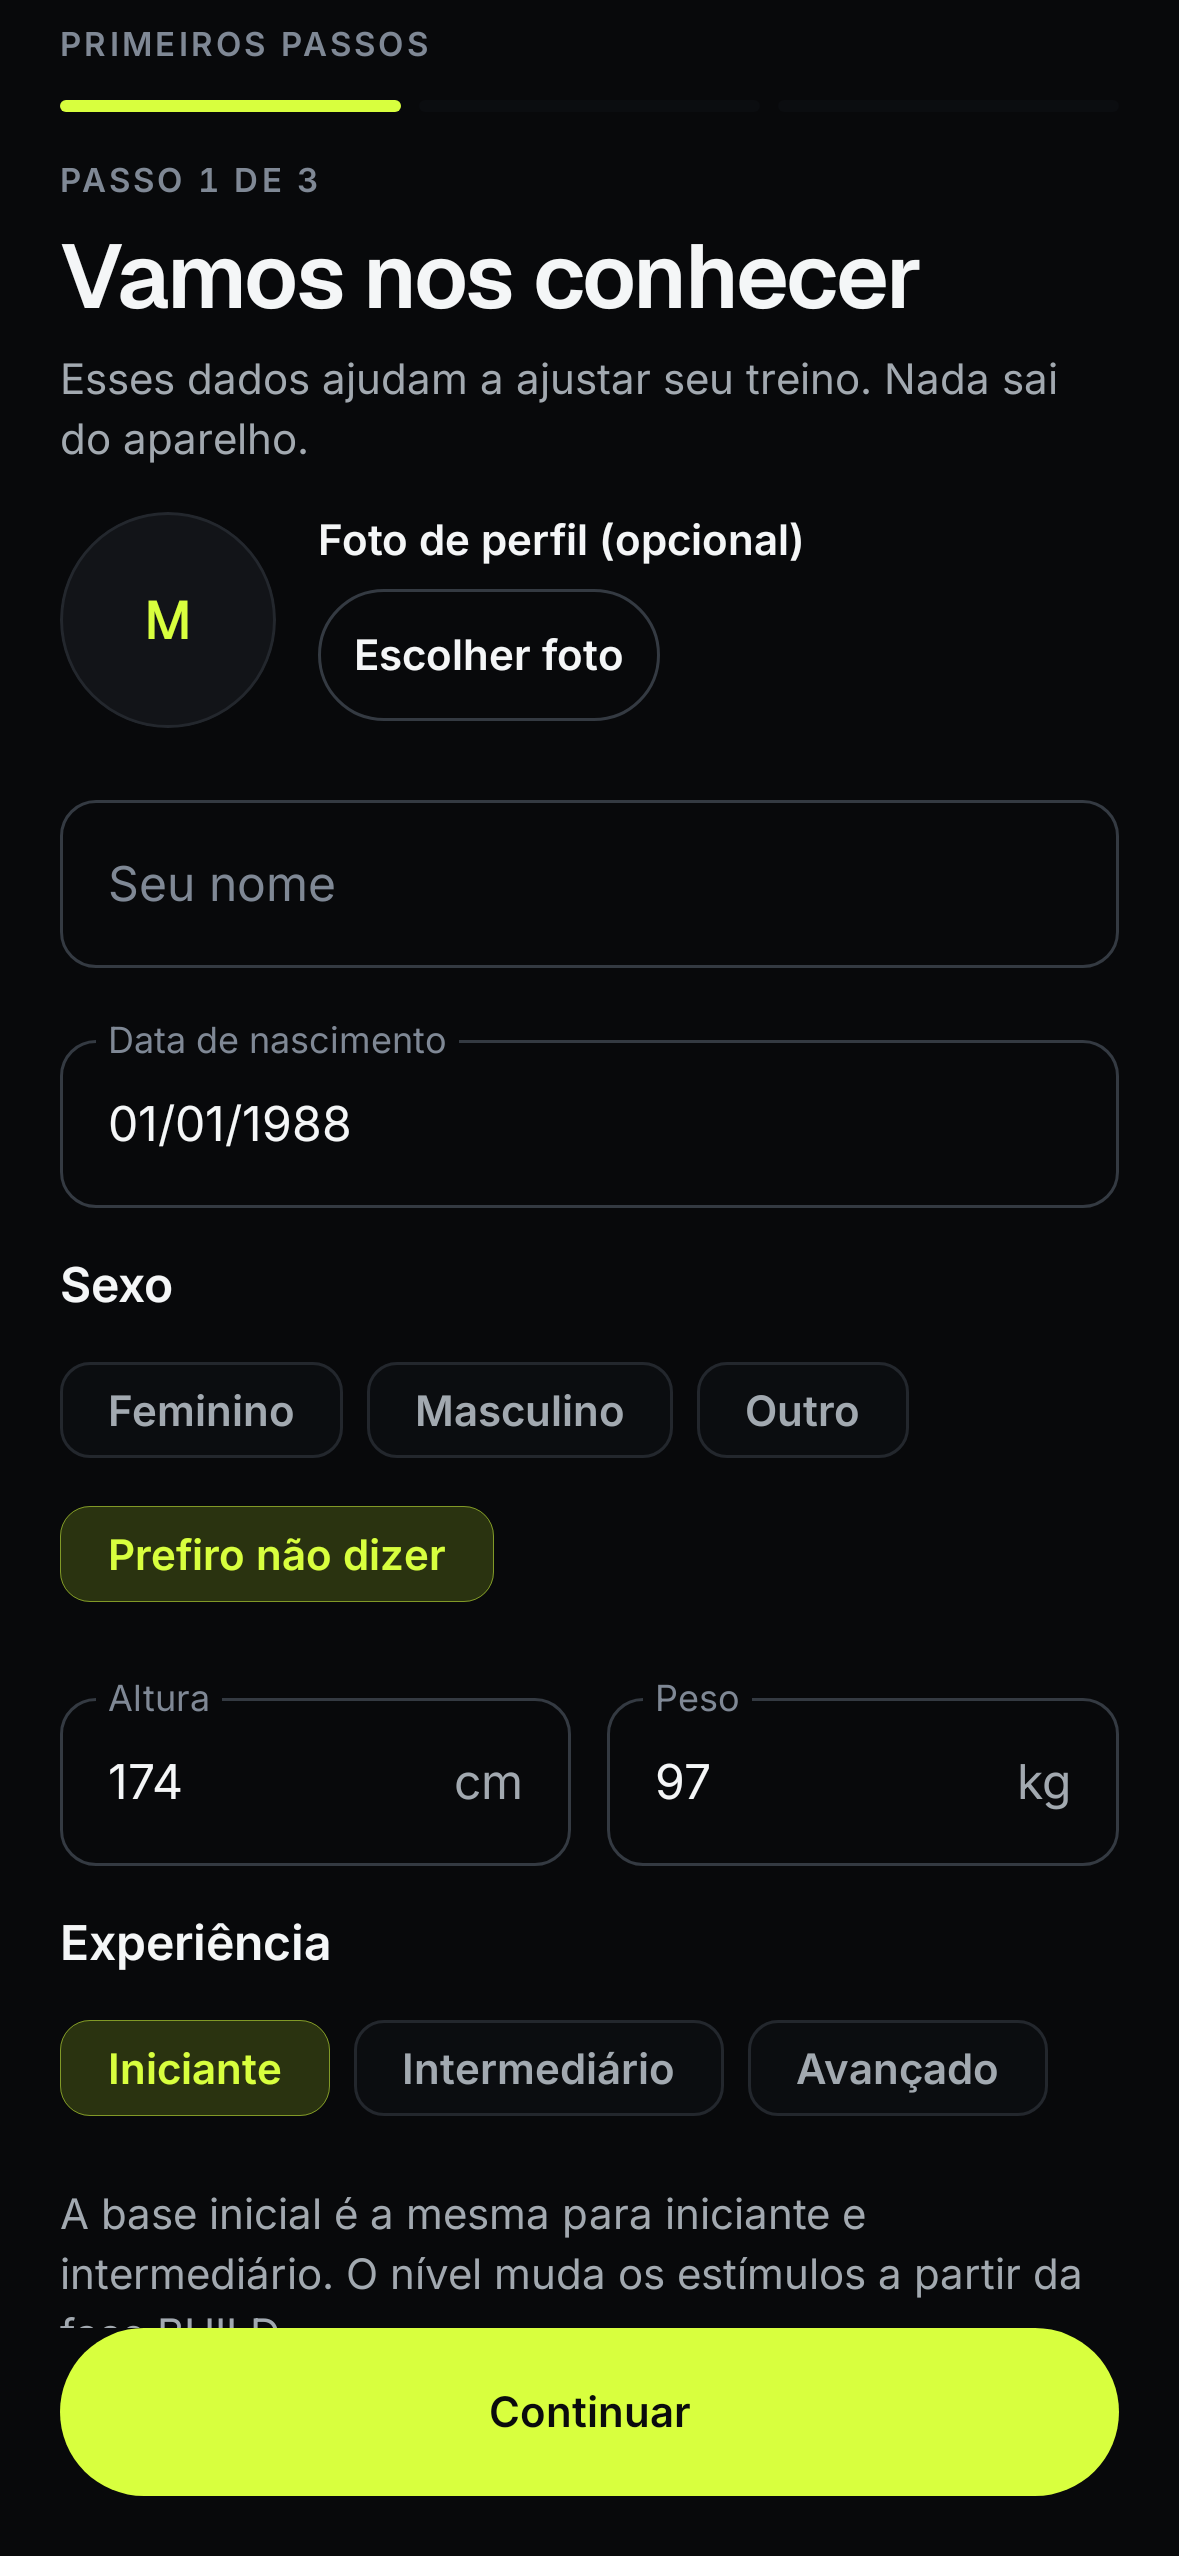 PRIMEIROS PASSOS
PASSO 1 DE 3
Vamos nos conhecer
Esses dados ajudam a ajustar seu treino. Nada sai
do aparelho.
M
Foto de perfil (opcional)
Escolher foto
Seu nome
Data de nascimento
01/01/1988
Sexo
Feminino
Masculino
Outro
Prefiro não dizer
Altura
174 cm
Peso
97 kg
Experiência
Iniciante
Intermediário
Avançado
A base inicial é a mesma para iniciante e
intermediário. O nível muda os estímulos a partir da
fase BUILD
Continuar